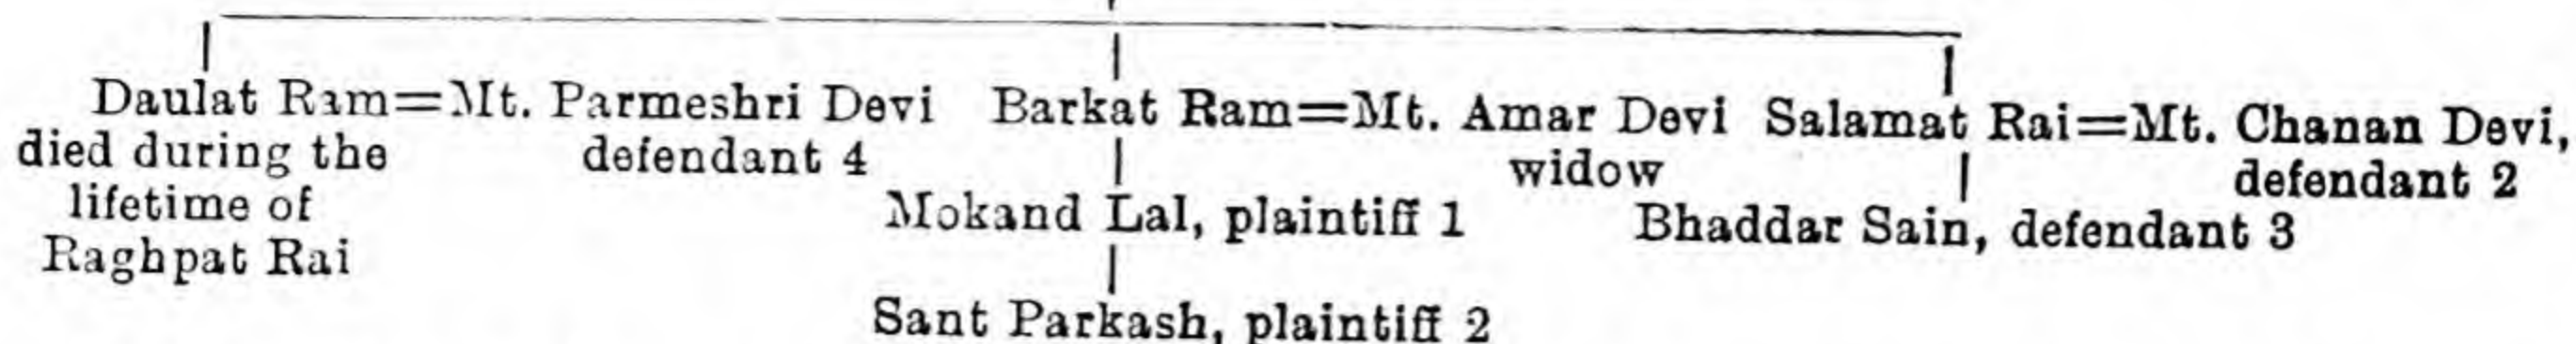 Daulat Ram=Mt. Parmeshri Devi Barkat Ram=Mt. Amar Devi Salamat Rai=Mt. Chanan Devi,
died during the defendant 4 widow defendant 2
lifetime of Mokand Lal, plaintiff 1 Bhaddar Sain, defendant 3
Raghpat Rai
Sant Parkash, plaintiff 2